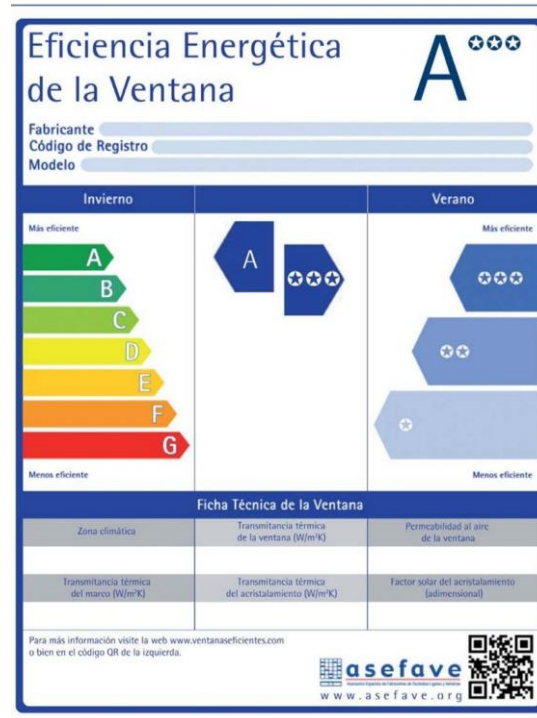 Eficiencia Energética
de la Ventana
A
Fabricante
Código de Registro
Modelo
Invierno
Verano
Más eficiente
Más eficiente
A
B
C
D
E
F
G
A
Menos eficiente
Menos eficiente
Ficha Técnica de la Ventana
Zona climática
Transmitancia térmica
de la ventana (W/m²K)
Permeabilidad al aire
de la ventana
Transmitancia térmica
del marco (W/m²K)
Transmitancia térmica
del acristalamiento (W/m²K)
Factor solar del acristalamiento
(adimensional)
Para más información visite la web www.ventanaseficientes.com
o bien en el código QR de la izquierda.
asefave
www.asefave.org